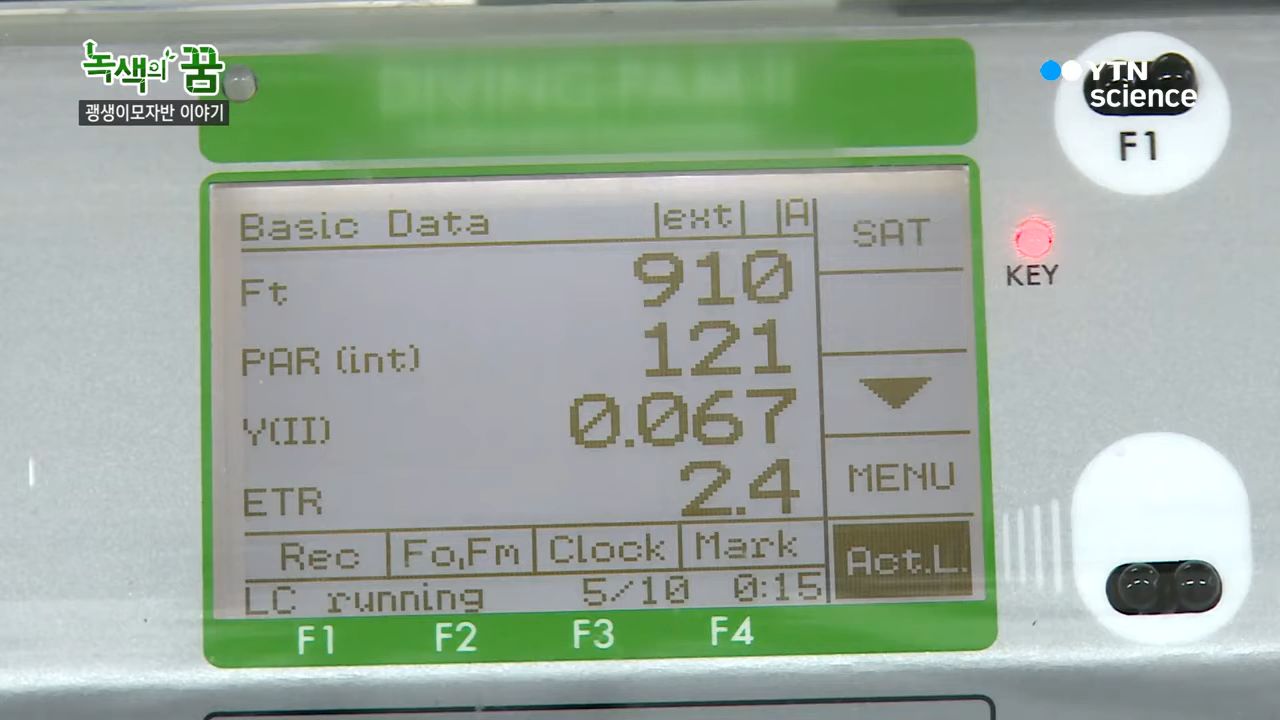 녹색의 꿈
괭생이모자반 이야기
YTN
science
F1
KEY
Basic Data |ext| |A|
SAT
Ft 910
PAR (int) 121
Y(II) 0.067
ETR 2.4
MENU
Rec Fo,Fm Clock Mark
Act.L.
LC running 5/10 0:15
F1 F2 F3 F4